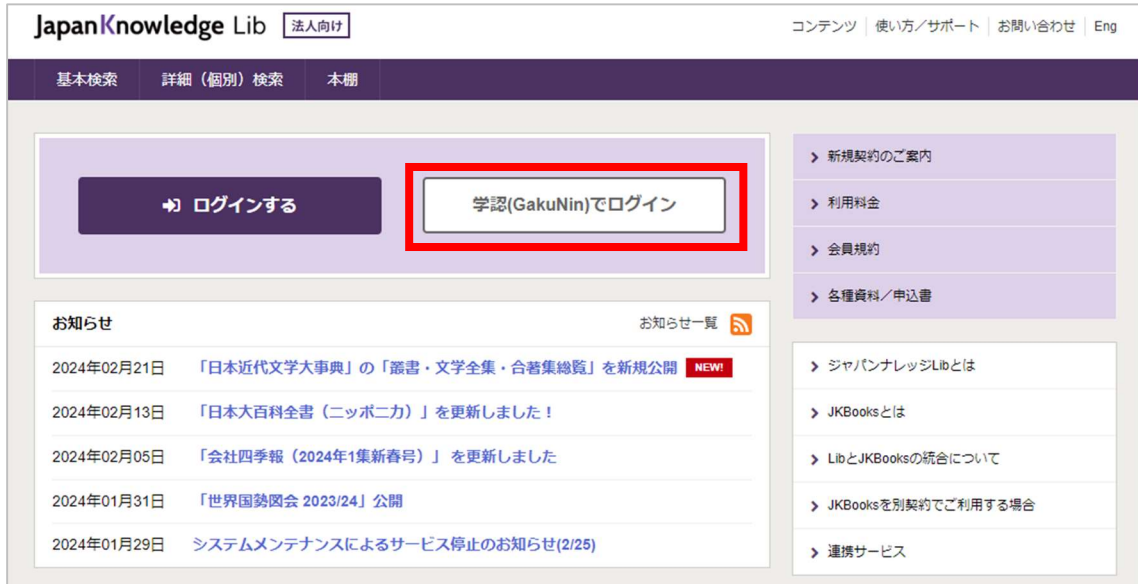 JapanKnowledge Lib 法人向け
コンテンツ 使い方／サポート お問い合わせ Eng
基本検索 詳細（個別）検索 本棚
ログインする
学認(GakuNin)でログイン
お知らせ お知らせ一覧
2024年02月21日 「日本近代文学大事典」の「叢書・文学全集・合著集総覧」を新規公開 NEW!
2024年02月13日 「日本大百科全書（ニッポニカ）」を更新しました！
2024年02月05日 「会社四季報（2024年1集新春号）」 を更新しました
2024年01月31日 「世界国勢図会 2023/24」公開
2024年01月29日 システムメンテナンスによるサービス停止のお知らせ(2/25)
新規契約のご案内
利用料金
会員規約
各種資料／申込書
ジャパンナレッジLibとは
JKBooksとは
LibとJKBooksの統合について
JKBooksを別契約でご利用する場合
連携サービス